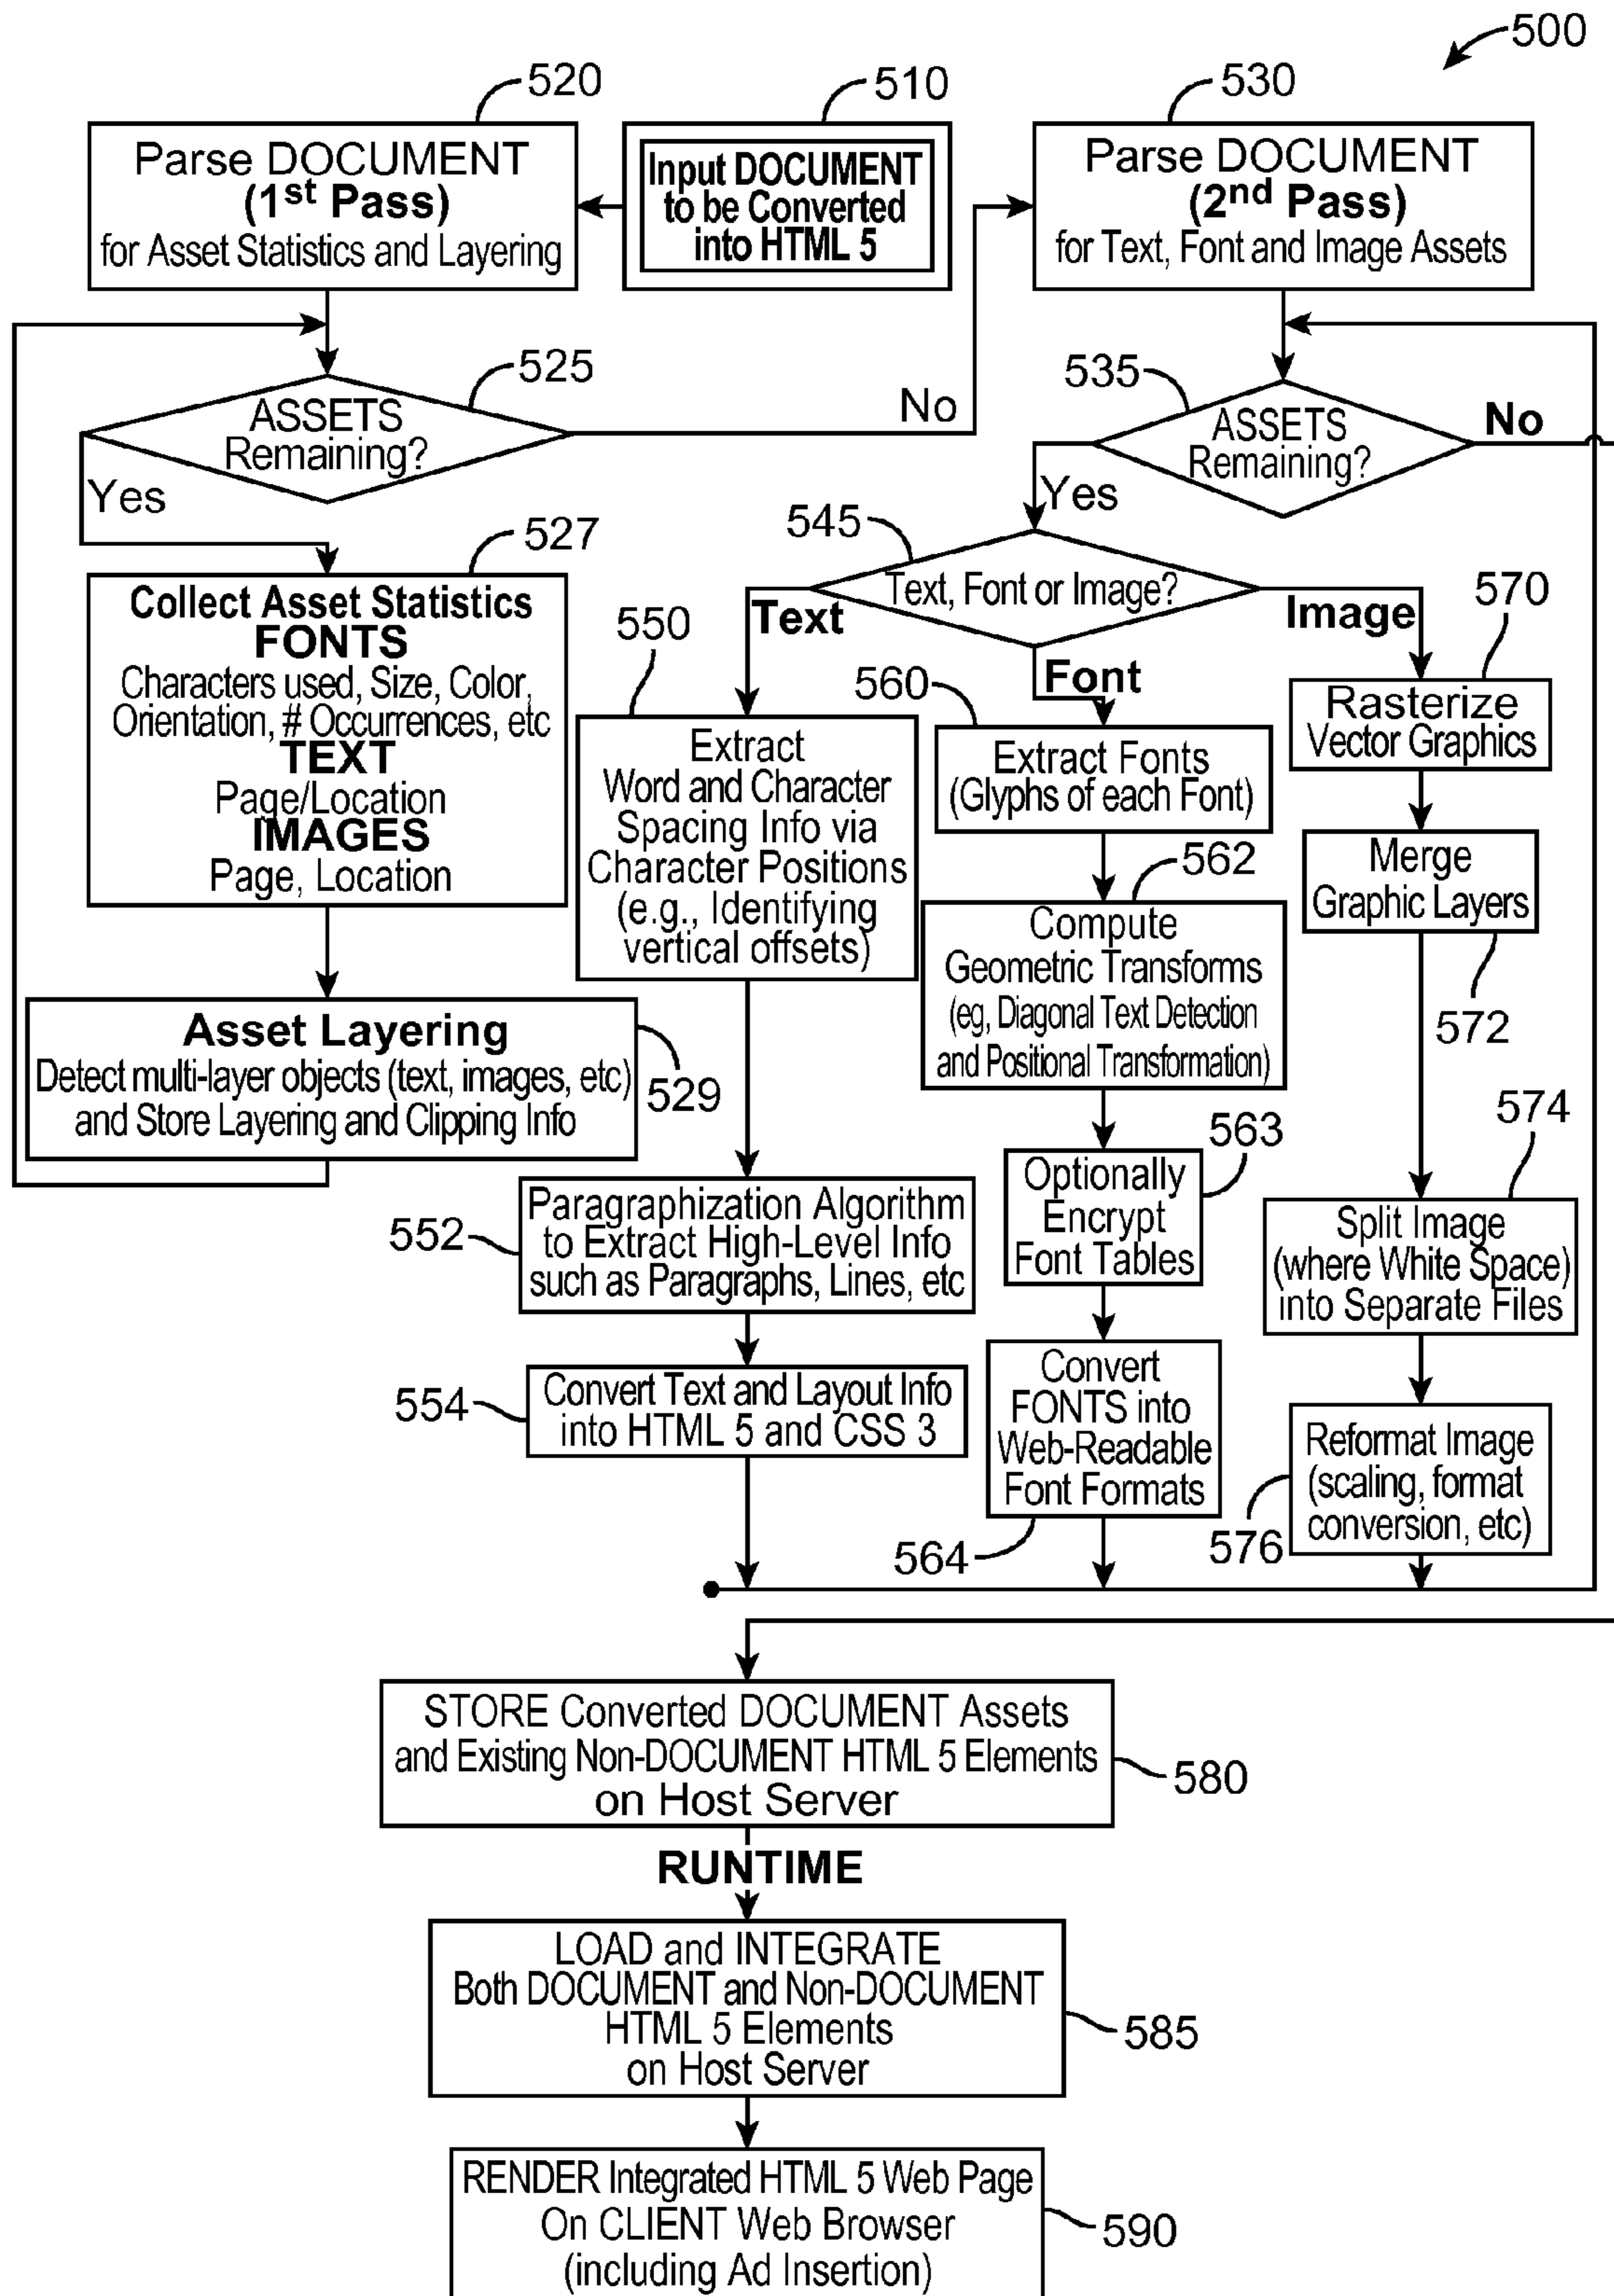 500
520
510
530
Parse DOCUMENT
(1st Pass)
for Asset Statistics and Layering
Input DOCUMENT
to be Converted
into HTML 5
Parse DOCUMENT
(2nd Pass)
for Text, Font and Image Assets
525
ASSETS
Remaining?
No
Yes
535
ASSETS
Remaining?
No
Yes
527
Collect Asset Statistics
FONTS
Characters used, Size, Color,
Orientation, # Occurrences, etc
TEXT
Page/Location
IMAGES
Page, Location
545
Text, Font or Image?
Text
Font
Image
550
Extract
Word and Character
Spacing Info via
Character Positions
(e.g., Identifying
vertical offsets)
560
Extract Fonts
(Glyphs of each Font)
570
Rasterize
Vector Graphics
562
Compute
Geometric Transforms
(eg, Diagonal Text Detection
and Positional Transformation)
Merge
Graphic Layers
572
Asset Layering
Detect multi-layer objects (text, images, etc)
and Store Layering and Clipping Info
529
563
Optionally
Encrypt
Font Tables
574
Split Image
(where White Space)
into Separate Files
552
Paragraphization Algorithm
to Extract High-Level Info
such as Paragraphs, Lines, etc
554
Convert Text and Layout Info
into HTML 5 and CSS 3
Convert
FONTS into
Web-Readable
Font Formats
564
Reformat Image
(scaling, format
conversion, etc)
576
STORE Converted DOCUMENT Assets
and Existing Non-DOCUMENT HTML 5 Elements
on Host Server
580
RUNTIME
LOAD and INTEGRATE
Both DOCUMENT and Non-DOCUMENT
HTML 5 Elements
on Host Server
585
RENDER Integrated HTML 5 Web Page
On CLIENT Web Browser
(including Ad Insertion)
590